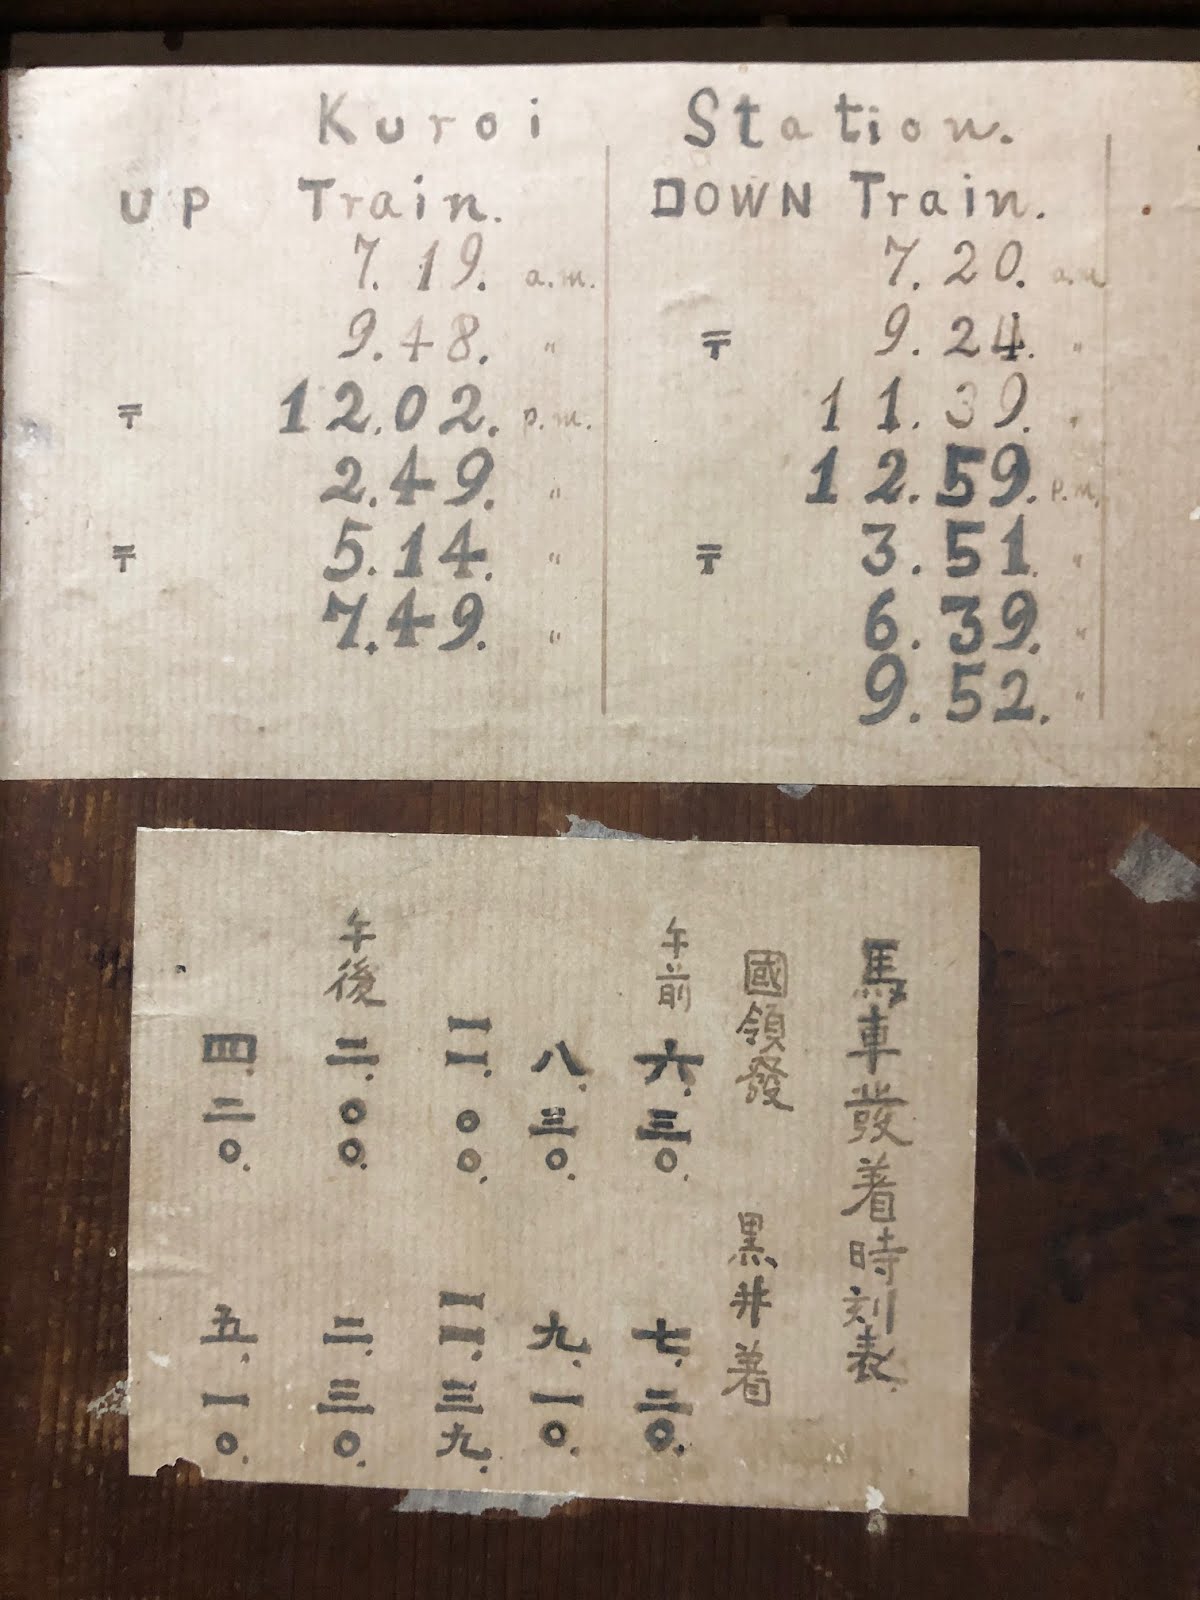 Kuroi Station.
UP Train. DOWN Train.
7.19. a.m. 7.20. a.m.
9.48. 〃 〒 9.24. 〃
〒 12.02. p.m. 11.39. 〃
2.49. 〃 12.59. p.m.
〒 5.14. 〃 〒 3.51. 〃
7.49. 〃 6.39. 〃
9.52. 〃
馬車發着時刻表.
國領發 黒井着
午前 六.三〇. 七.二〇.
八.三〇. 九.一〇.
一一.〇〇. 一一.三九.
午後 二.〇〇. 二.三〇.
四.二〇. 五.一〇.